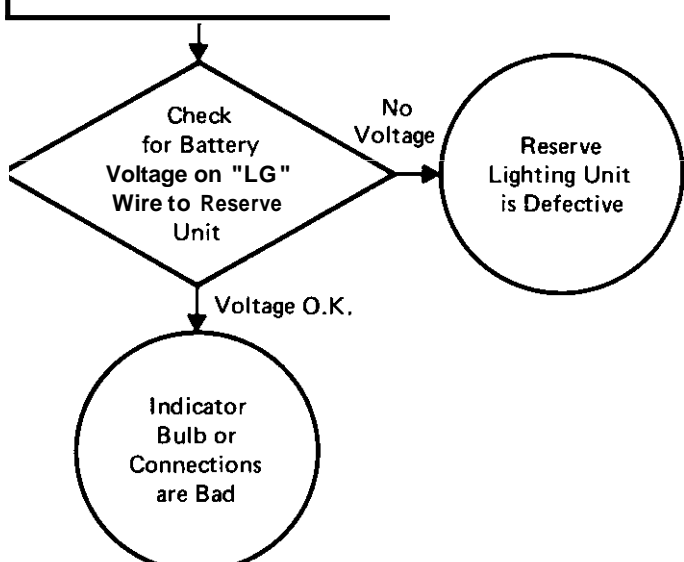 Check
for Battery
Voltage on "LG"
Wire to Reserve
Unit
No
Voltage
Reserve
Lighting Unit
is Defective
Voltage O.K.
Indicator
Bulb or
Connections
are Bad